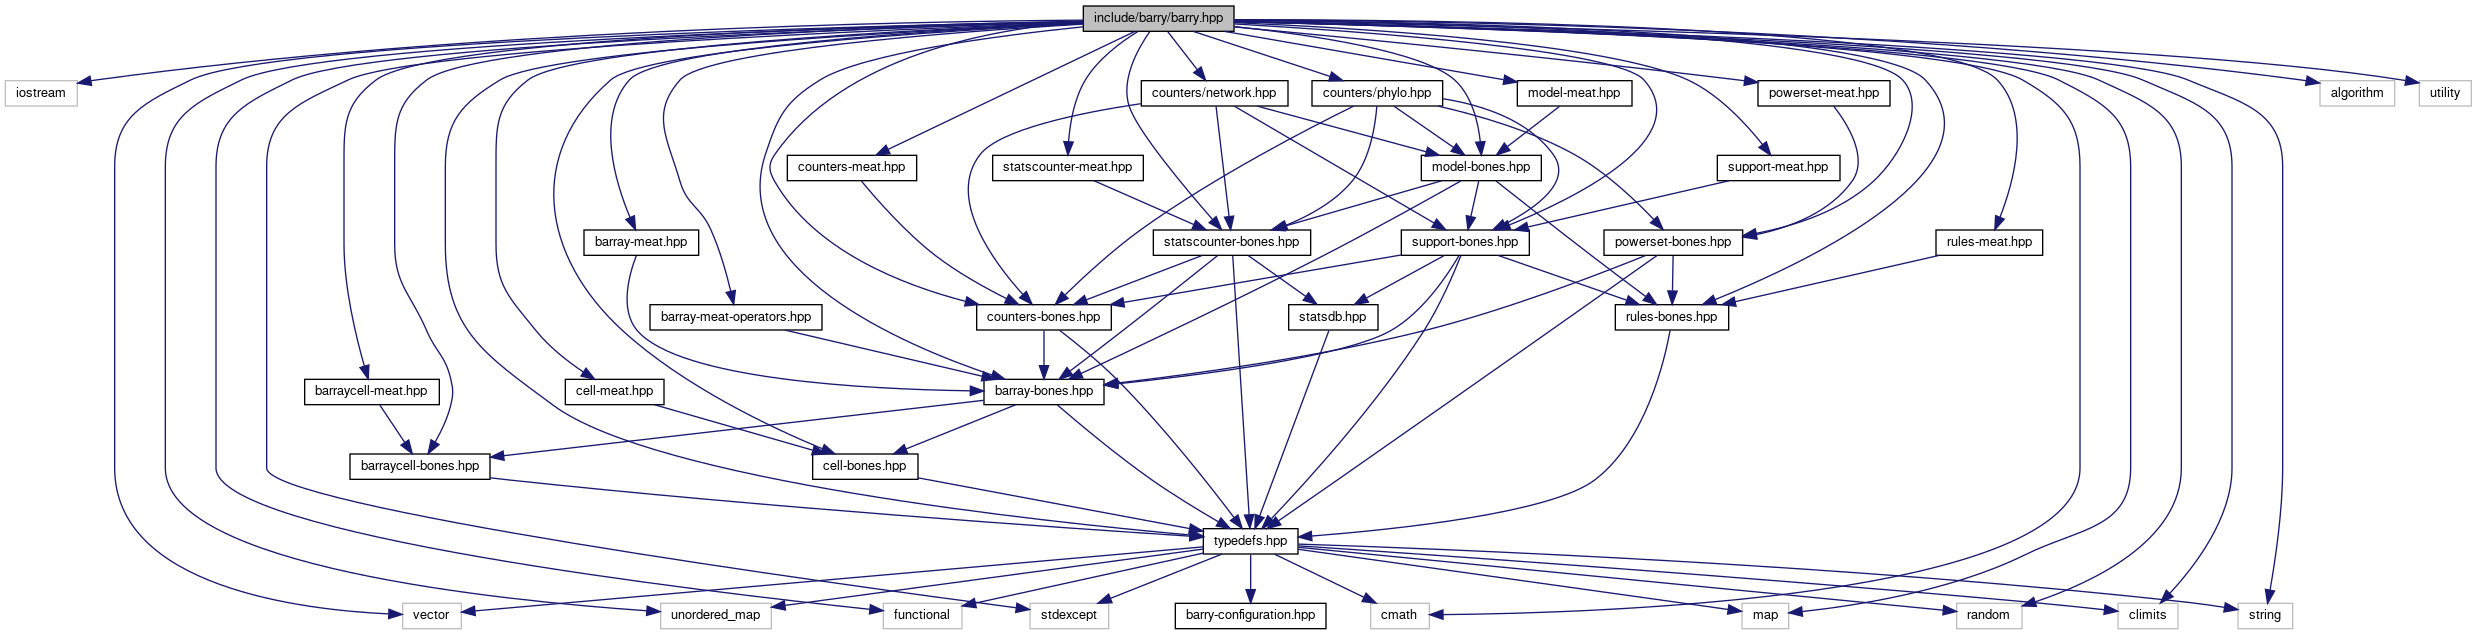 include/barry/barry.hpp
iostream
counters/network.hpp
counters/phylo.hpp
model-meat.hpp
powerset-meat.hpp
algorithm
utility
counters-meat.hpp
statscounter-meat.hpp
model-bones.hpp
support-meat.hpp
barray-meat.hpp
statscounter-bones.hpp
support-bones.hpp
powerset-bones.hpp
rules-meat.hpp
barray-meat-operators.hpp
counters-bones.hpp
statsdb.hpp
rules-bones.hpp
barraycell-meat.hpp
cell-meat.hpp
barray-bones.hpp
barraycell-bones.hpp
cell-bones.hpp
typedefs.hpp
vector
unordered_map
functional
stdexcept
barry-configuration.hpp
cmath
map
random
climits
string